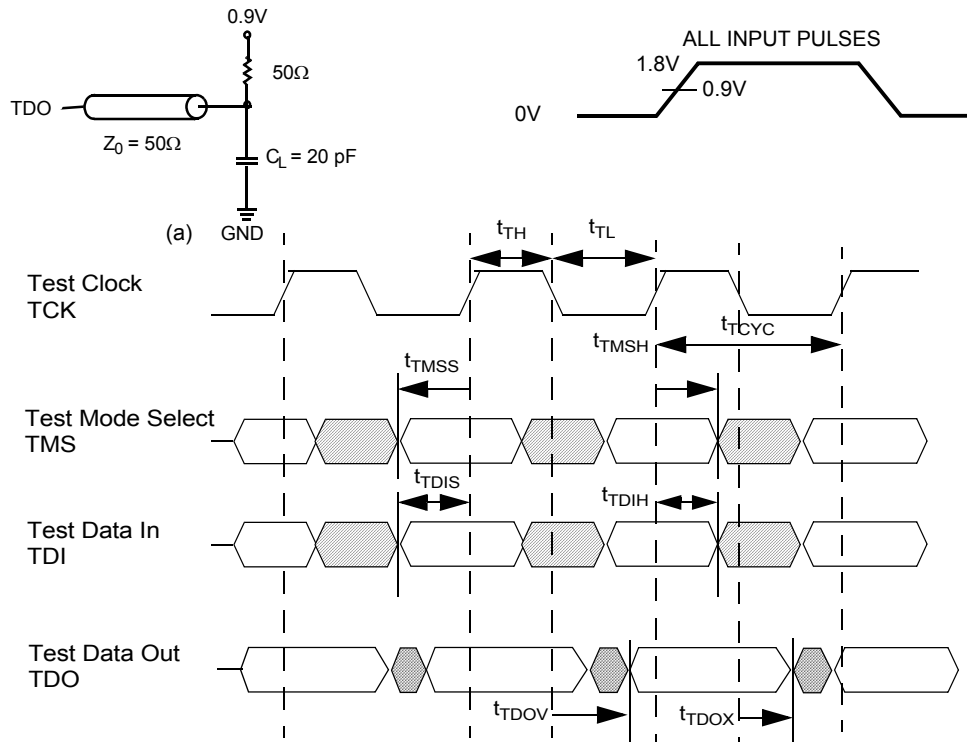 0.9V
ALL INPUT PULSES
50Ω
1.8V
0.9V
TDO
0V
Z0 = 50Ω
CL = 20 pF
(a)
GND
tTH
tTL
Test Clock
TCK
tTMSH
tTCYC
tTMSS
Test Mode Select
TMS
tTDIS
tTDIH
Test Data In
TDI
Test Data Out
TDO
tTDOV
tTDOX